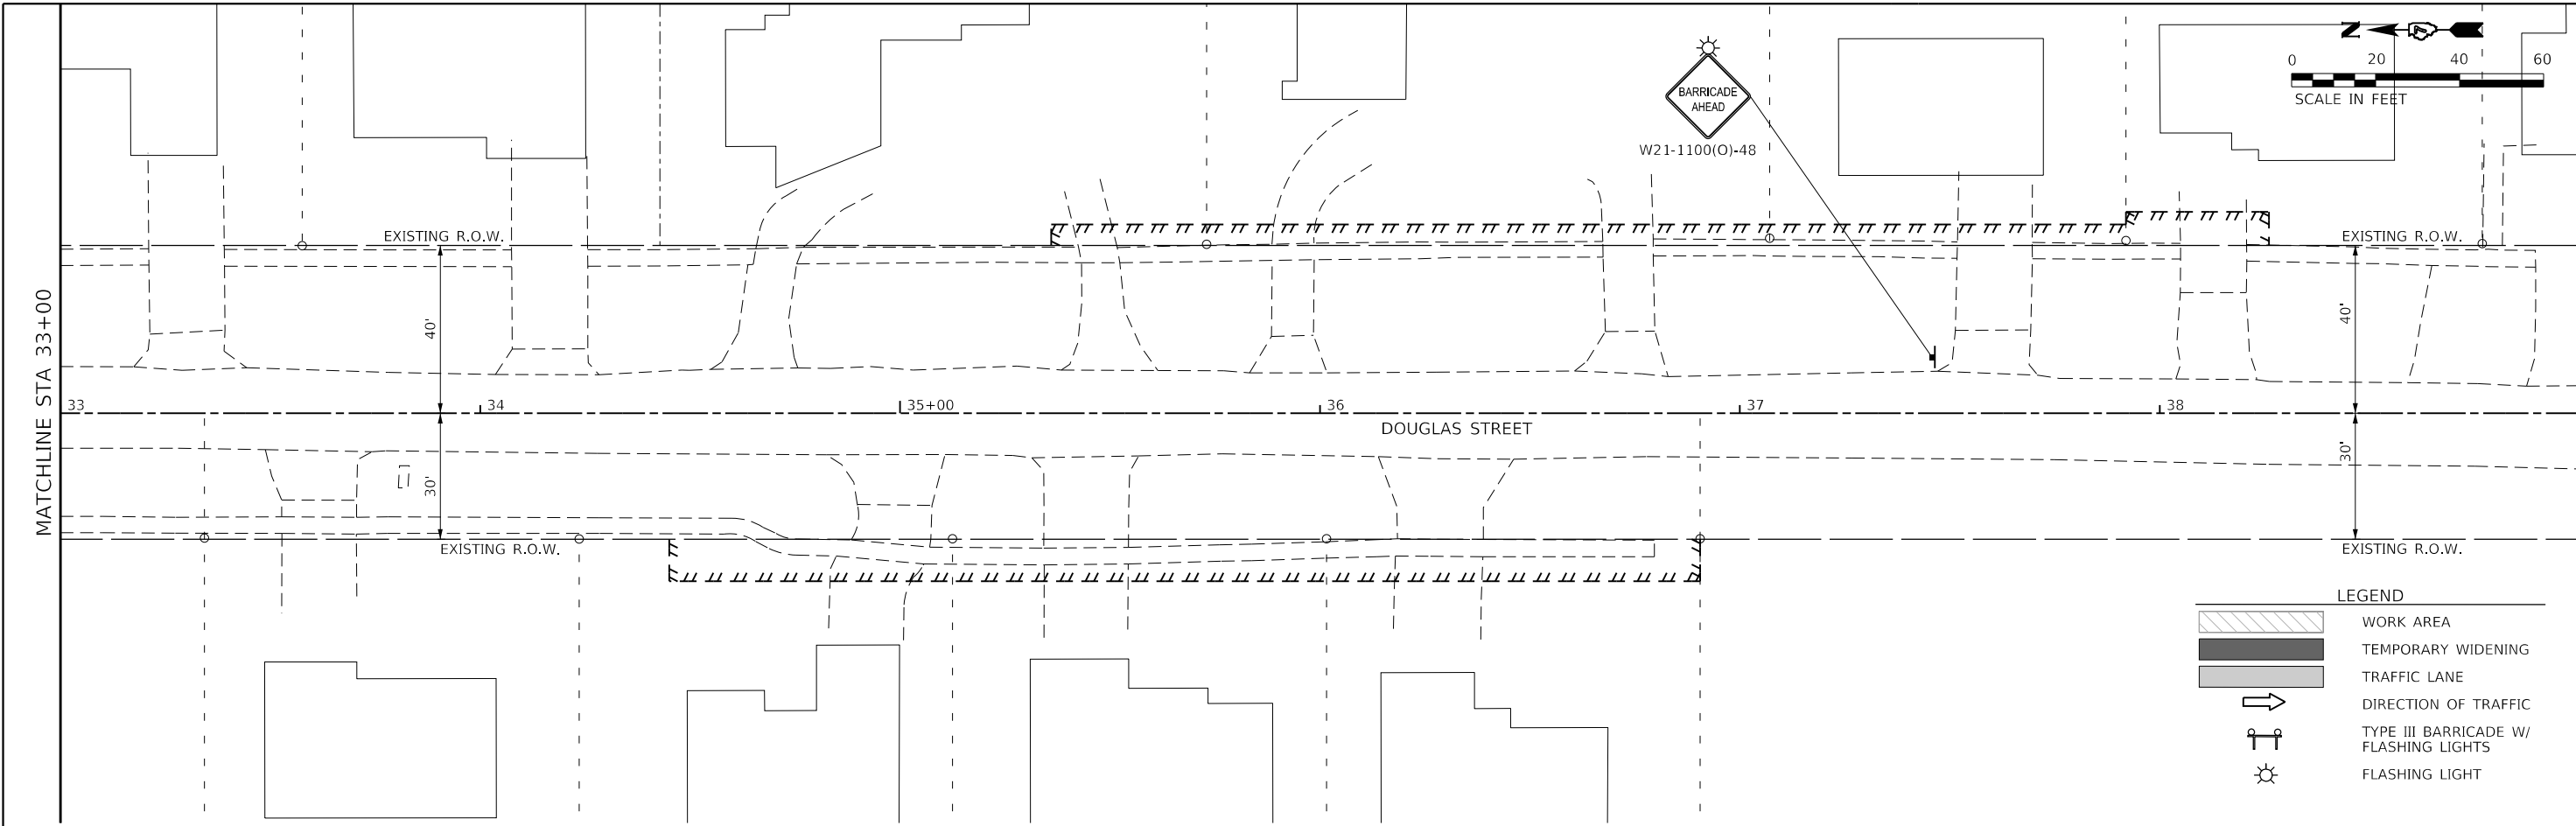 N
0 20 40 60
SCALE IN FEET
BARRICADE
AHEAD
W21-1100(O)-48
EXISTING R.O.W.
EXISTING R.O.W.
MATCHLINE STA 33+00
40'
40'
33
34
35+00
36
37
38
DOUGLAS STREET
30'
30'
EXISTING R.O.W.
EXISTING R.O.W.
LEGEND
WORK AREA
TEMPORARY WIDENING
TRAFFIC LANE
DIRECTION OF TRAFFIC
TYPE III BARRICADE W/
FLASHING LIGHTS
FLASHING LIGHT